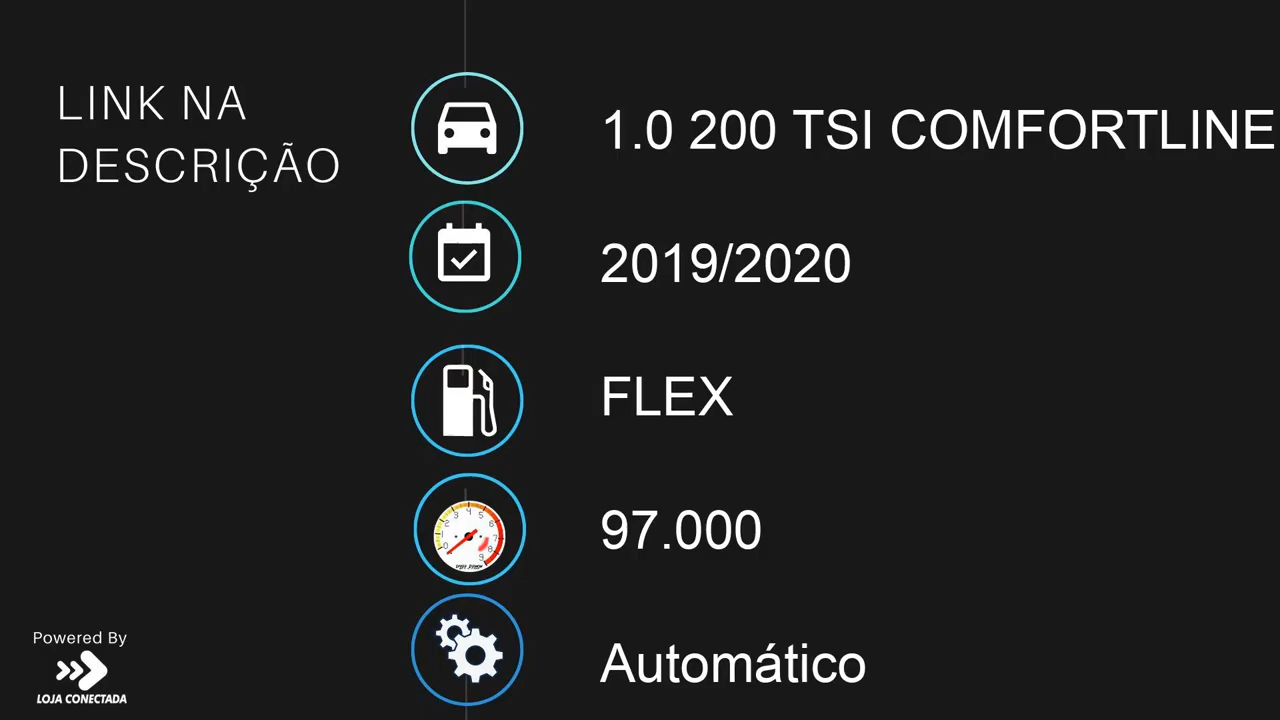 LINK NA
DESCRIÇÃO
1.0 200 TSI COMFORTLINE
2019/2020
FLEX
97.000
Automático
Powered By
LOJA CONECTADA